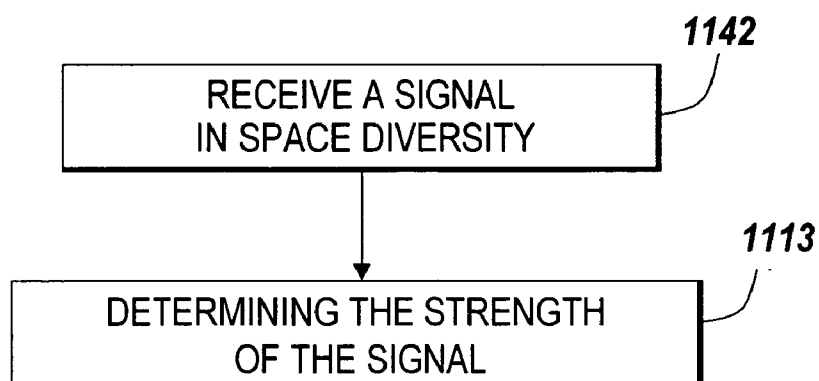 1142
RECEIVE A SIGNAL
IN SPACE DIVERSITY
1113
DETERMINING THE STRENGTH
OF THE SIGNAL